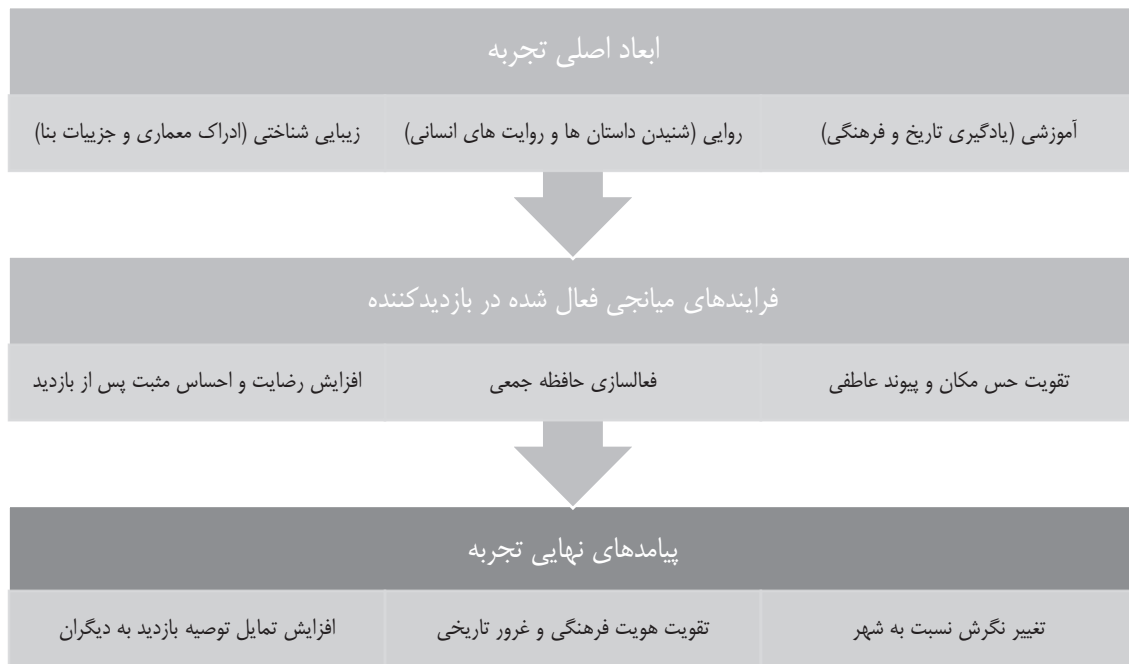 ابعاد اصلی تجربه
آموزشی (یادگیری تاریخ و فرهنگی)
روایی (شنیدن داستان ها و روایت های انسانی)
زیبایی شناختی (ادراک معماری و جزییات بنا)
فرایندهای میانجی فعال شده در بازدیدکننده
تقویت حس مکان و پیوند عاطفی
فعالسازی حافظه جمعی
افزایش رضایت و احساس مثبت پس از بازدید
پیامدهای نهایی تجربه
تغییر نگرش نسبت به شهر
تقویت هویت فرهنگی و غرور تاریخی
افزایش تمایل توصیه بازدید به دیگران